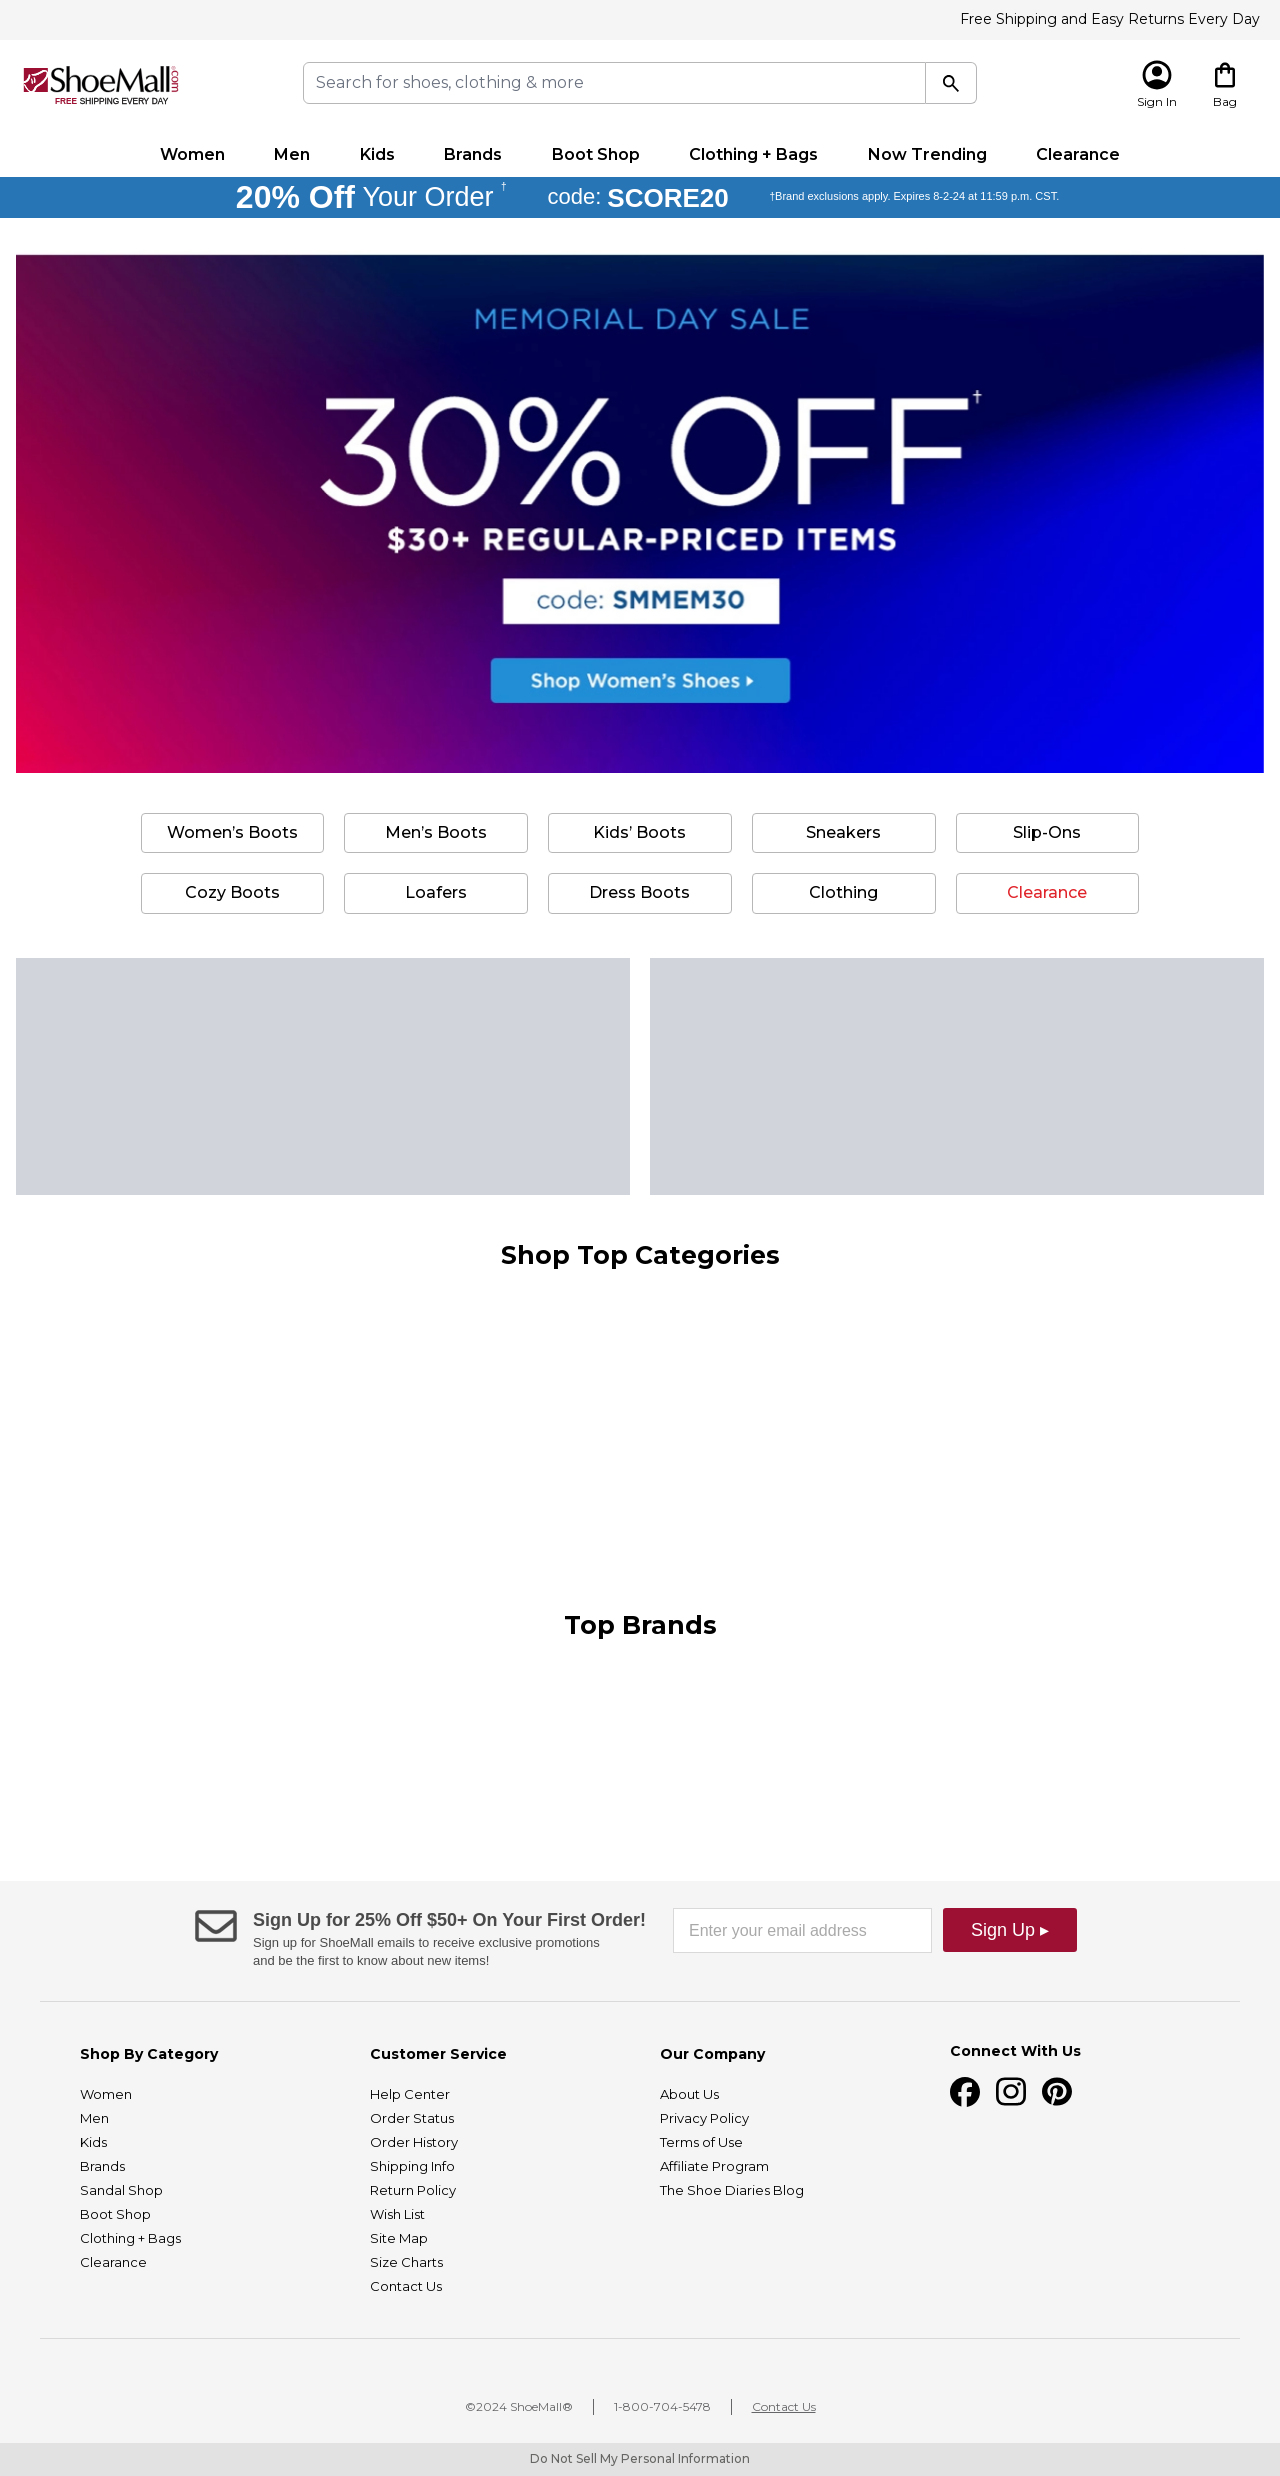 Free Shipping and Easy Returns Every Day
ShoeMall®.com
FREE SHIPPING EVERY DAY
Search for shoes, clothing & more
Sign In
Bag
Women Men Kids Brands Boot Shop Clothing + Bags Now Trending Clearance
20% Off Your Order † code: SCORE20 †Brand exclusions apply. Expires 8-2-24 at 11:59 p.m. CST.
MEMORIAL DAY SALE
30% OFF†
$30+ REGULAR-PRICED ITEMS
code: SMMEM30
Shop Women's Shoes
Women’s Boots Men’s Boots Kids’ Boots Sneakers Slip-Ons
Cozy Boots Loafers Dress Boots Clothing Clearance
Shop Top Categories
Top Brands
Sign Up for 25% Off $50+ On Your First Order!
Sign up for ShoeMall emails to receive exclusive promotions
and be the first to know about new items!
Enter your email address
Sign Up ▸
Shop By Category
Women
Men
Kids
Brands
Sandal Shop
Boot Shop
Clothing + Bags
Clearance
Customer Service
Help Center
Order Status
Order History
Shipping Info
Return Policy
Wish List
Site Map
Size Charts
Contact Us
Our Company
About Us
Privacy Policy
Terms of Use
Affiliate Program
The Shoe Diaries Blog
Connect With Us
©2024 ShoeMall® 1-800-704-5478 Contact Us
Do Not Sell My Personal Information